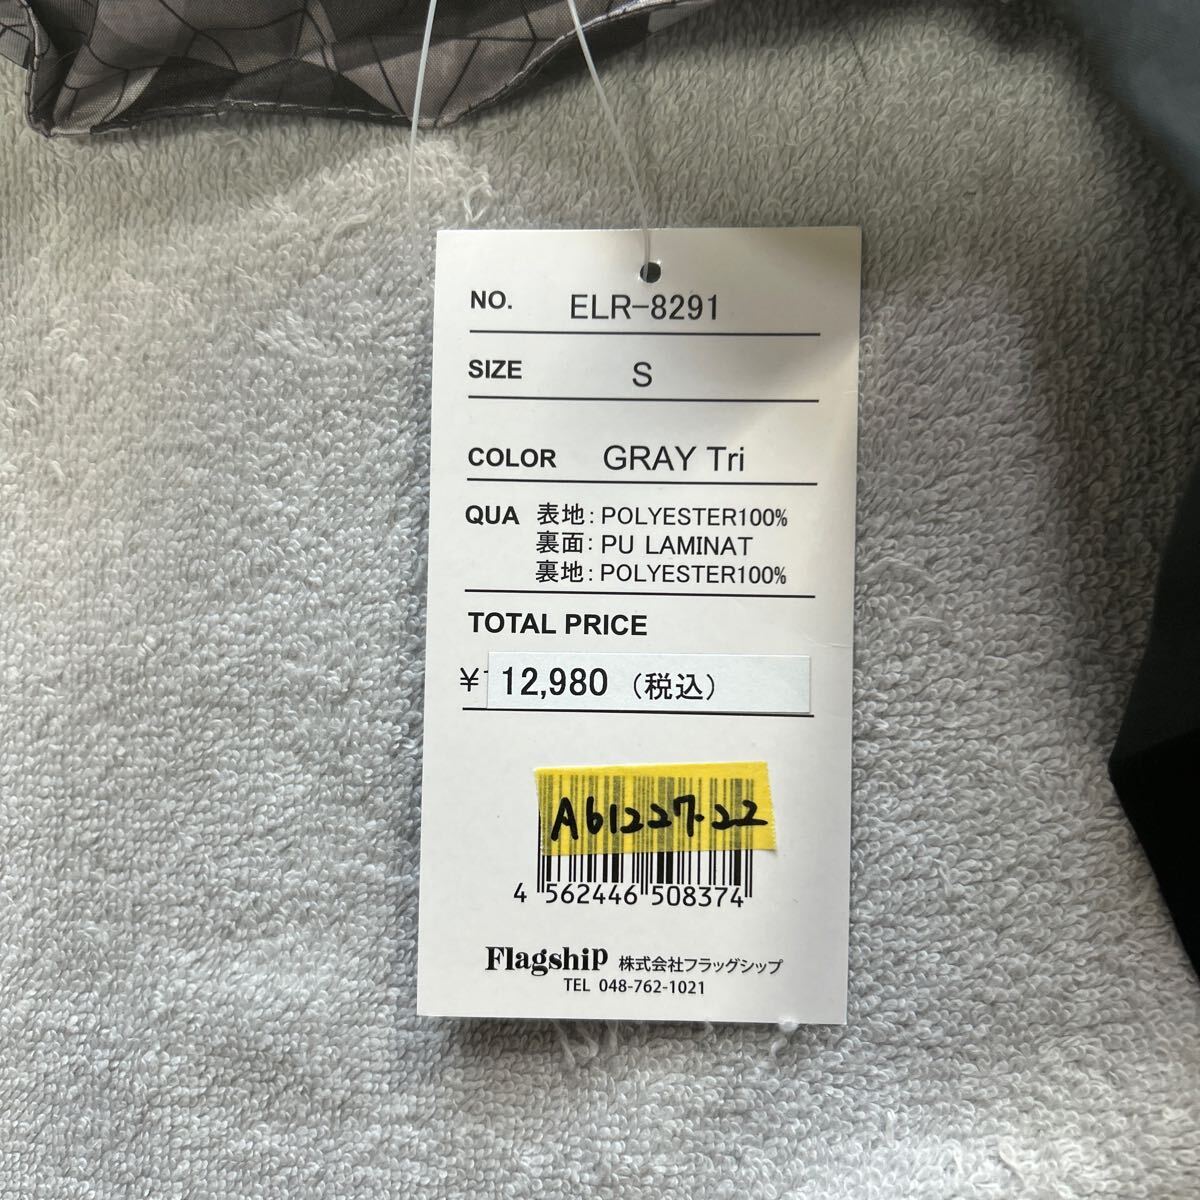 NO. ELR-8291
SIZE S
COLOR GRAY Tri
QUA 表地: POLYESTER100%
裏面: PU LAMINAT
裏地: POLYESTER100%
TOTAL PRICE
¥ 12,980 (税込)
A61227-22
4 562446 508374
Flagship 株式会社フラッグシップ
TEL 048-762-1021